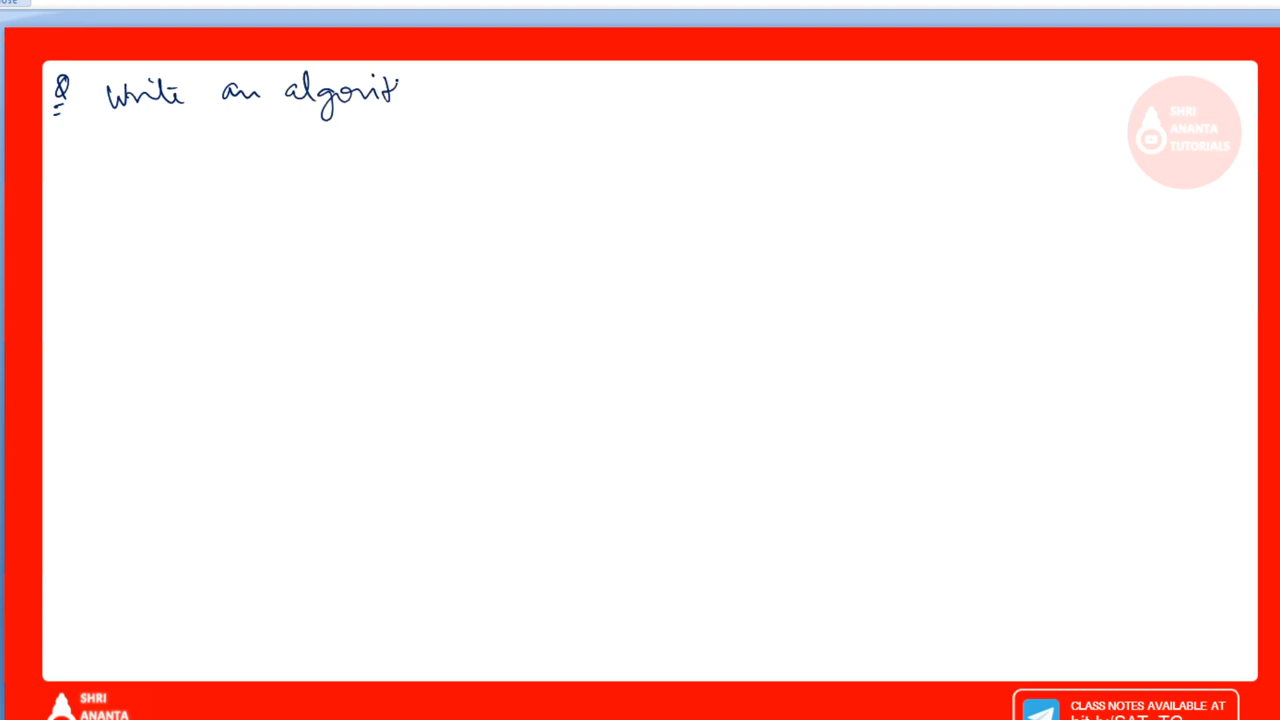 Q Write an algorit
SHRI
ANANTA
TUTORIALS
SHRI
ANANTA
CLASS NOTES AVAILABLE AT